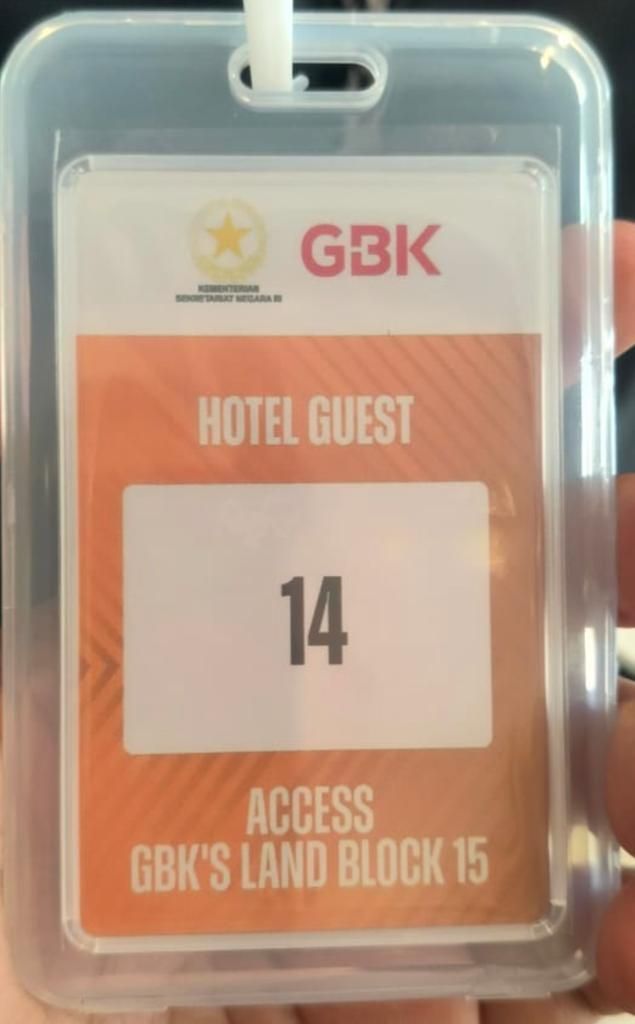 KEMENTERIAN
SEKRETARIAT NEGARA RI
GBK
HOTEL GUEST
14
ACCESS
GBK'S LAND BLOCK 15